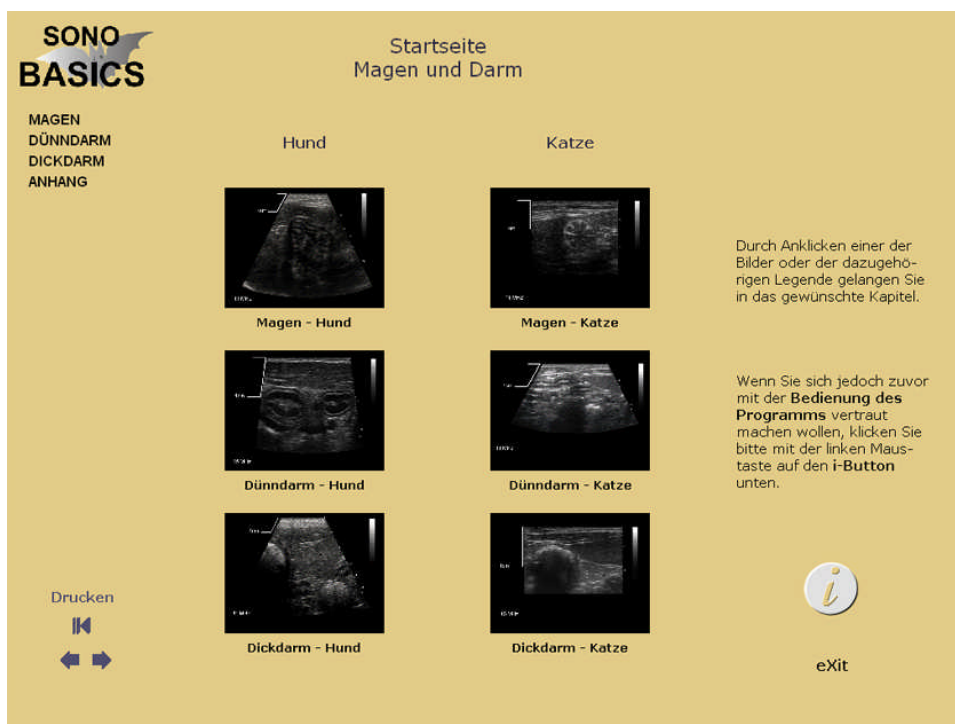 SONO
BASICS
Startseite
Magen und Darm
MAGEN
DÜNNDARM
DICKDARM
ANHANG
Hund
Katze
Magen - Hund
Magen - Katze
Dünndarm - Hund
Dünndarm - Katze
Dickdarm - Hund
Dickdarm - Katze
Durch Anklicken einer der
Bilder oder der dazugehö-
rigen Legende gelangen Sie
in das gewünschte Kapitel.
Wenn Sie sich jedoch zuvor
mit der Bedienung des
Programms vertraut
machen wollen, klicken Sie
bitte mit der linken Maus-
taste auf den i-Button
unten.
i
eXit
Drucken